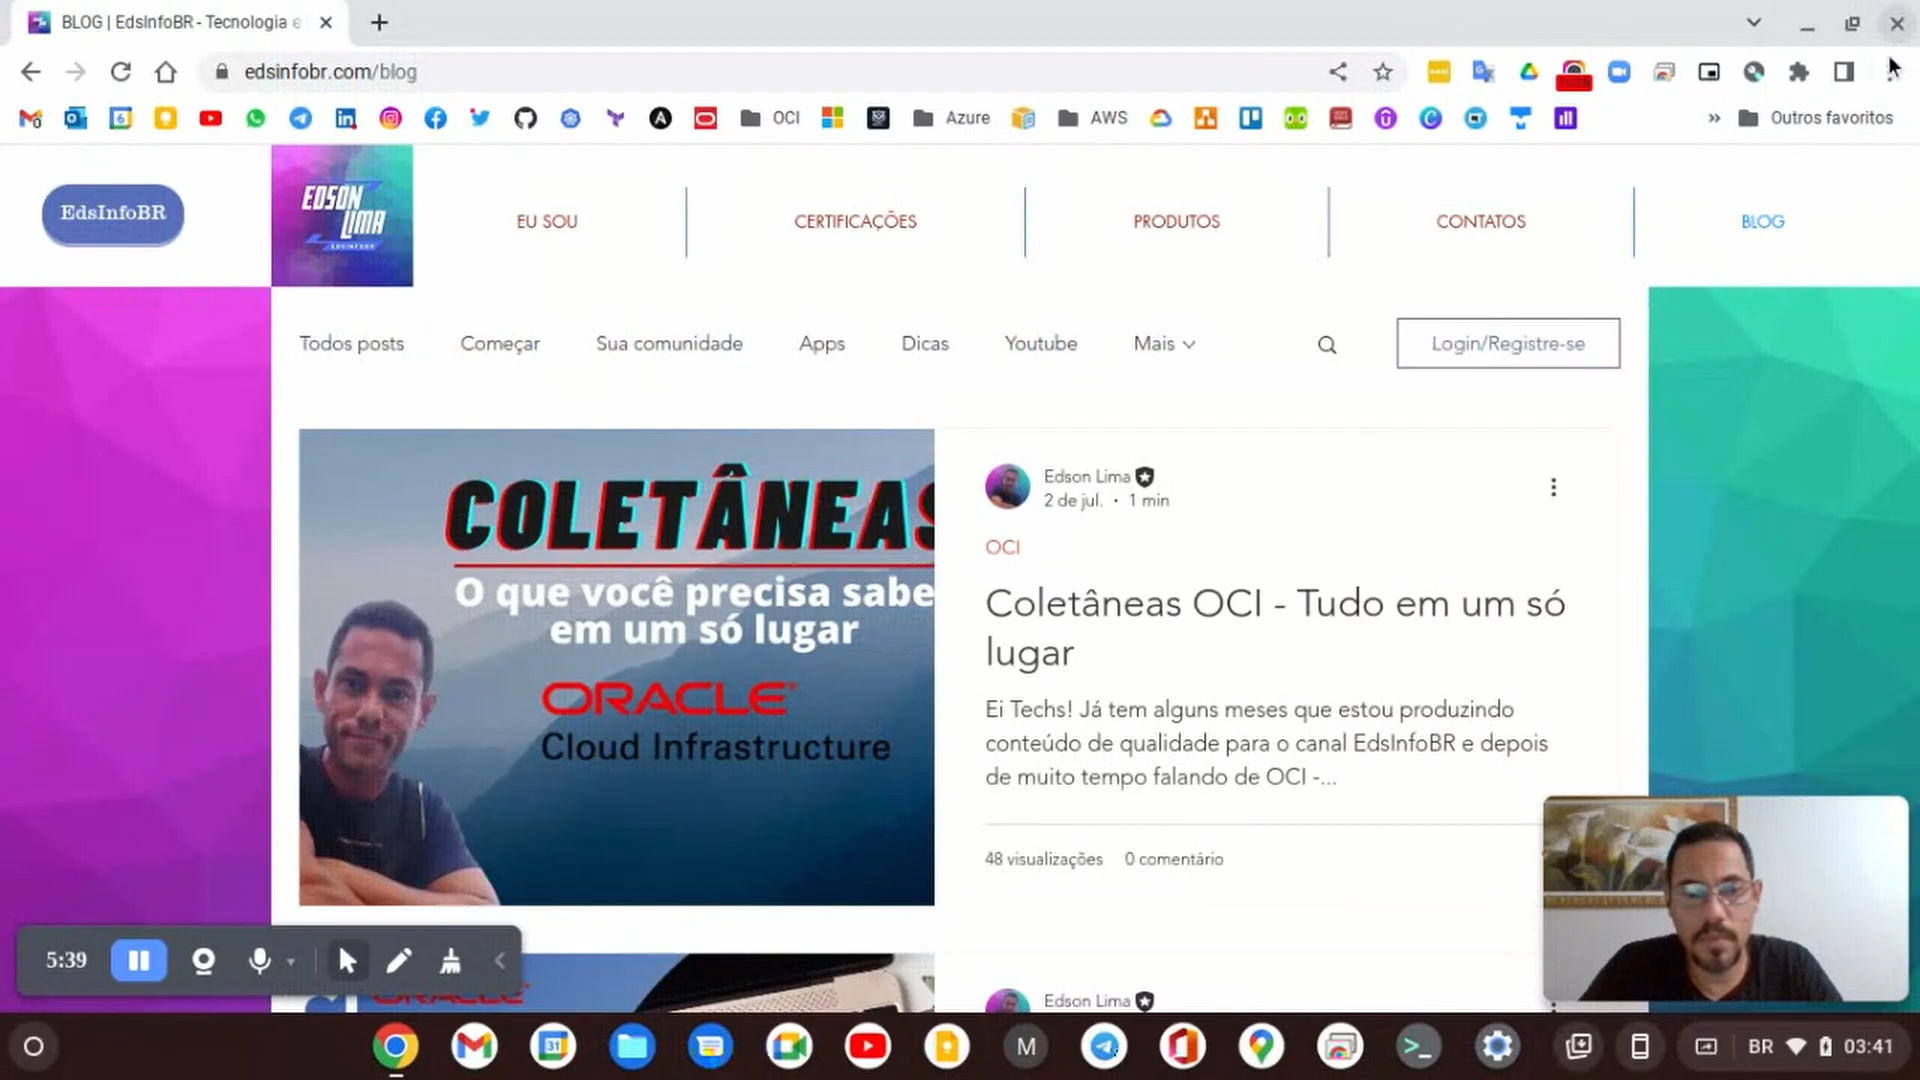 BLOG | EdsInfoBR - Tecnologia e
edsinfobr.com/blog
OCI
Azure
AWS
Outros favoritos
EdsInfoBR
EDSON
LIMA
EDSINFOBR
EU SOU
CERTIFICAÇÕES
PRODUTOS
CONTATOS
BLOG
Todos posts
Começar
Sua comunidade
Apps
Dicas
Youtube
Mais
Login/Registre-se
COLETÂNEAS
O que você precisa sabe
em um só lugar
ORACLE
Cloud Infrastructure
Edson Lima
2 de jul. · 1 min
OCI
Coletâneas OCI - Tudo em um só
lugar
Ei Techs! Já tem alguns meses que estou produzindo
conteúdo de qualidade para o canal EdsInfoBR e depois
de muito tempo falando de OCI -...
48 visualizações 0 comentário
5:39
ORACLE
Edson Lima
31
M
BR
03:41